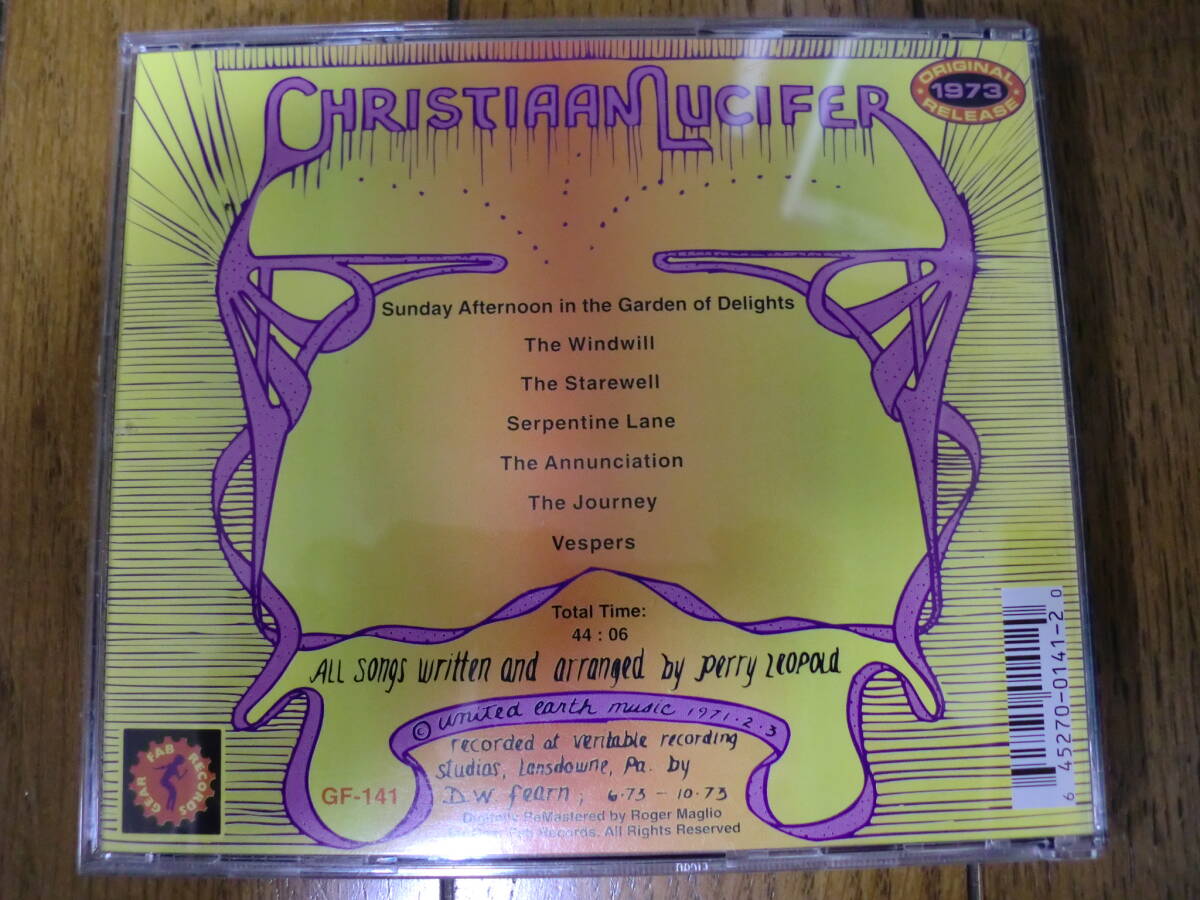 CHRISTIAAN LUCIFER
ORIGINAL
1973
RELEASE
Sunday Afternoon in the Garden of Delights
The Windwill
The Starewell
Serpentine Lane
The Annunciation
The Journey
Vespers
Total Time:
44 : 06
ALL SONGS written and arranged by perry Leopold
© united earth music 1971·2·3
recorded at veritable recording
studios, Lansdowne, Pa. by
D W fearn, 6·73 - 10·73
Digitally ReMastered by Roger Maglio
Records. All Rights Reserved
GF-141
GEAR FAB RECORDS
6 45270-0141-2 0